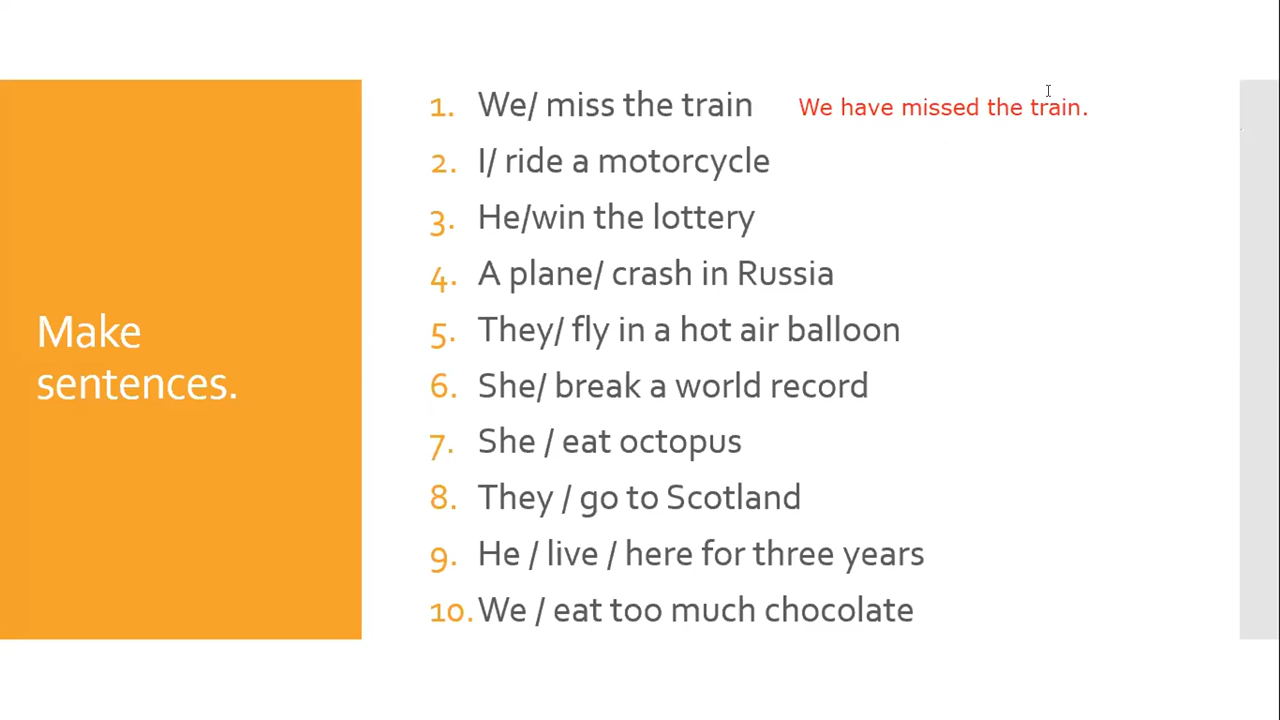 Make
sentences.
1. We/ miss the train We have missed the train.
2. I/ ride a motorcycle
3. He/win the lottery
4. A plane/ crash in Russia
5. They/ fly in a hot air balloon
6. She/ break a world record
7. She / eat octopus
8. They / go to Scotland
9. He / live / here for three years
10. We / eat too much chocolate